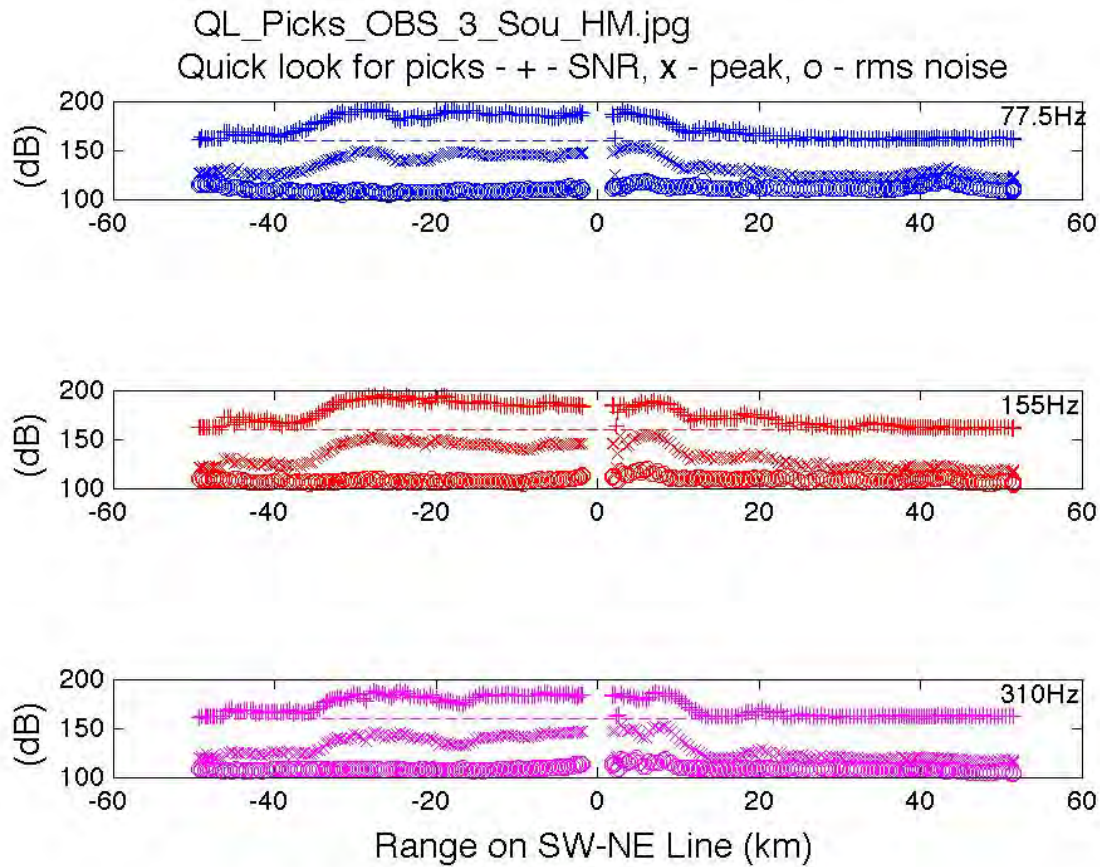 QL_Picks_OBS_3_Sou_HM.jpg
Quick look for picks - + - SNR, x - peak, o - rms noise
200
150
100
(dB)
77.5Hz
-60 -40 -20 0 20 40 60
200
150
100
(dB)
155Hz
-60 -40 -20 0 20 40 60
200
150
100
(dB)
310Hz
-60 -40 -20 0 20 40 60
Range on SW-NE Line (km)